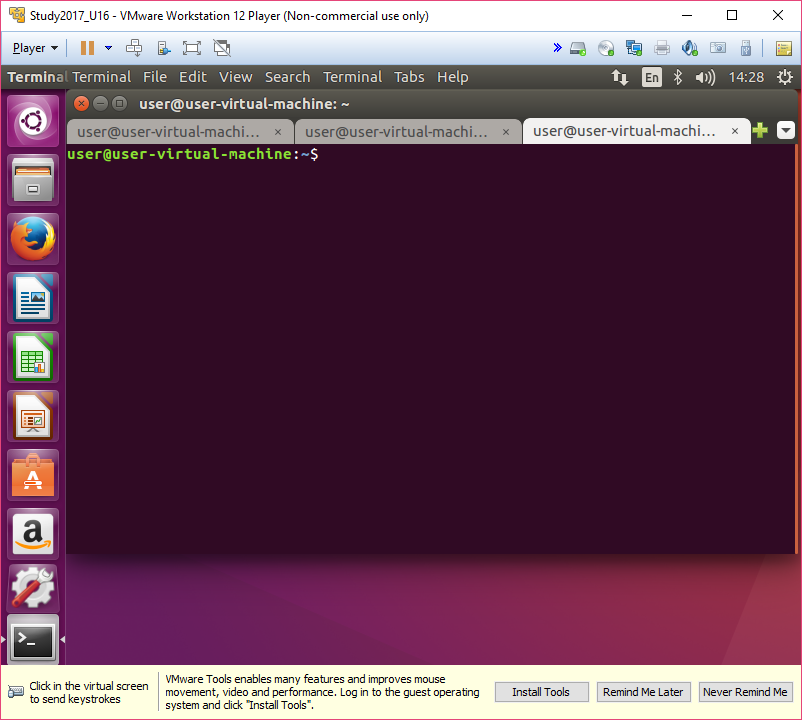 Study2017_U16 - VMware Workstation 12 Player (Non-commercial use only)
Player
Terminal Terminal File Edit View Search Terminal Tabs Help En 14:28
user@user-virtual-machine: ~
user@user-virtual-machi... × user@user-virtual-machi... × user@user-virtual-machi... ×
user@user-virtual-machine:~$
a
>_
Click in the virtual screen
to send keystrokes
VMware Tools enables many features and improves mouse
movement, video and performance. Log in to the guest operating
system and click "Install Tools".
Install Tools Remind Me Later Never Remind Me